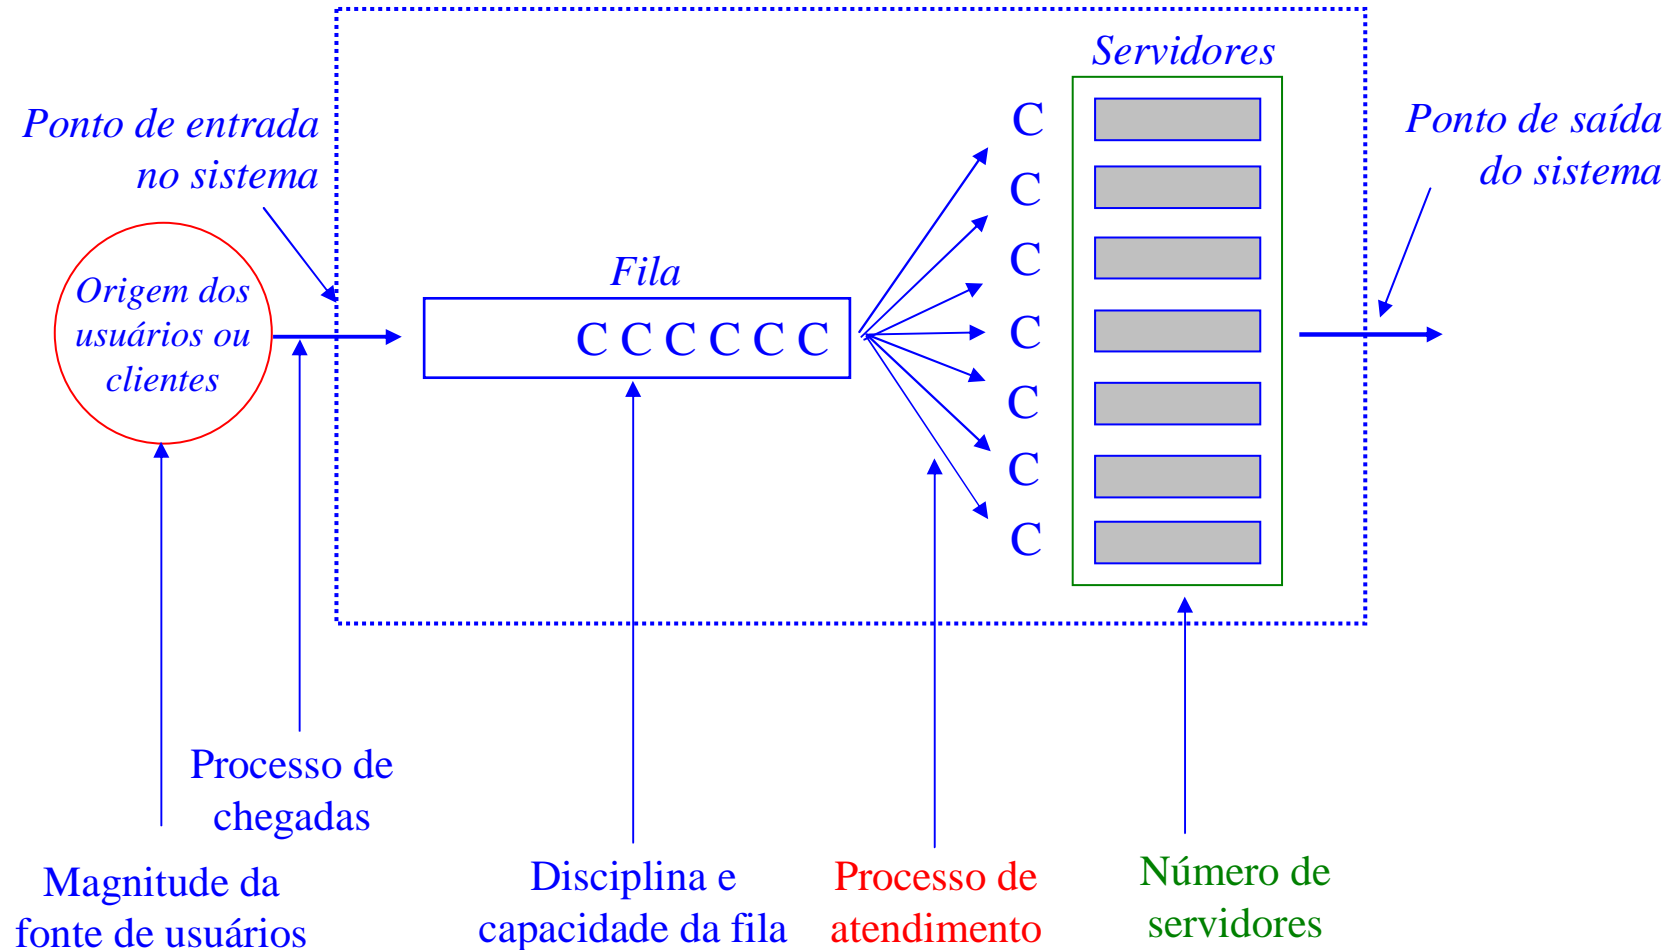 Servidores
Ponto de entrada
no sistema
Ponto de saída
do sistema
Origem dos
usuários ou
clientes
Fila
C C C C C C
C
C
C
C
C
C
C
Processo de
chegadas
Magnitude da
fonte de usuários
Disciplina e
capacidade da fila
Processo de
atendimento
Número de
servidores